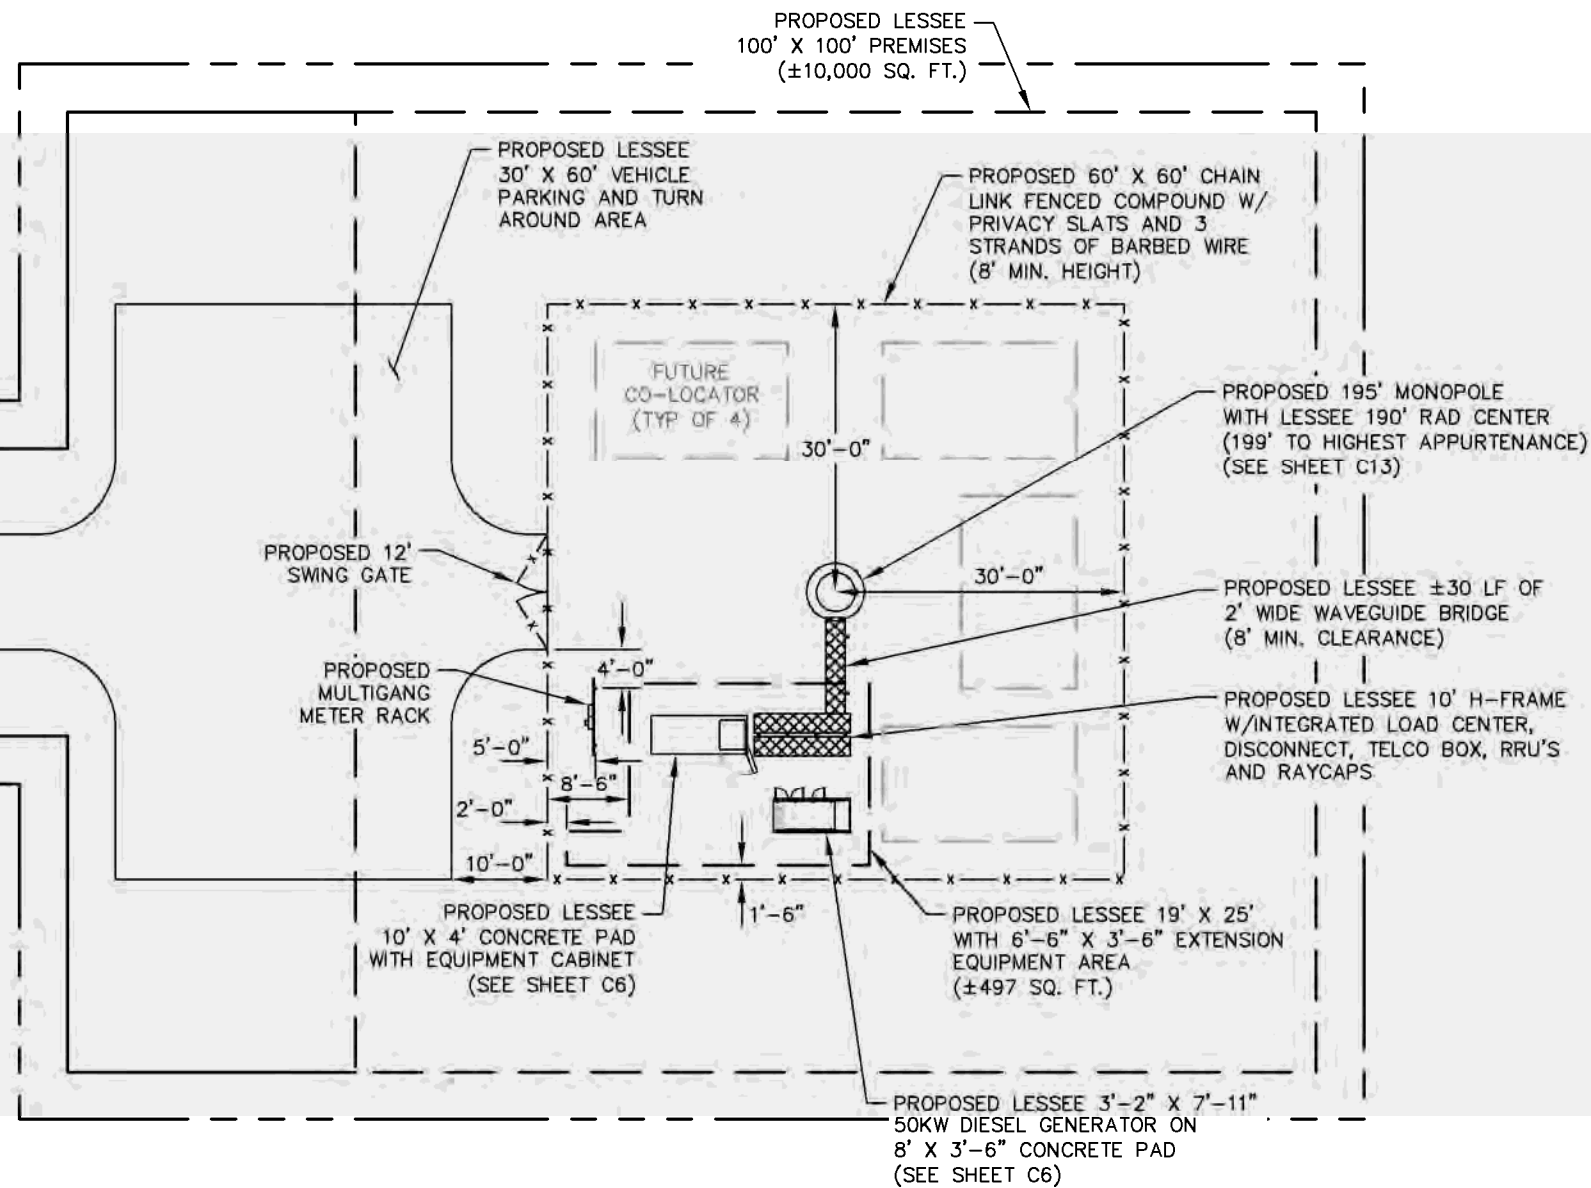 PROPOSED LESSEE
100' X 100' PREMISES
(±10,000 SQ. FT.)
PROPOSED LESSEE
30' X 60' VEHICLE
PARKING AND TURN
AROUND AREA
PROPOSED 60' X 60' CHAIN
LINK FENCED COMPOUND W/
PRIVACY SLATS AND 3
STRANDS OF BARBED WIRE
(8' MIN. HEIGHT)
FUTURE
CO-LOCATOR
(TYP OF 4)
30'-0"
PROPOSED 195' MONOPOLE
WITH LESSEE 190' RAD CENTER
(199' TO HIGHEST APPURTENANCE)
(SEE SHEET C13)
PROPOSED 12'
SWING GATE
30'-0"
PROPOSED LESSEE ±30 LF OF
2' WIDE WAVEGUIDE BRIDGE
(8' MIN. CLEARANCE)
PROPOSED
MULTIGANG
METER RACK
4'-0"
PROPOSED LESSEE 10' H-FRAME
W/INTEGRATED LOAD CENTER,
DISCONNECT, TELCO BOX, RRU'S
AND RAYCAPS
5'-0"
8'-6"
2'-0"
10'-0"
1'-6"
PROPOSED LESSEE
10' X 4' CONCRETE PAD
WITH EQUIPMENT CABINET
(SEE SHEET C6)
PROPOSED LESSEE 19' X 25'
WITH 6'-6" X 3'-6" EXTENSION
EQUIPMENT AREA
(±497 SQ. FT.)
PROPOSED LESSEE 3'-2" X 7'-11"
50KW DIESEL GENERATOR ON
8' X 3'-6" CONCRETE PAD
(SEE SHEET C6)